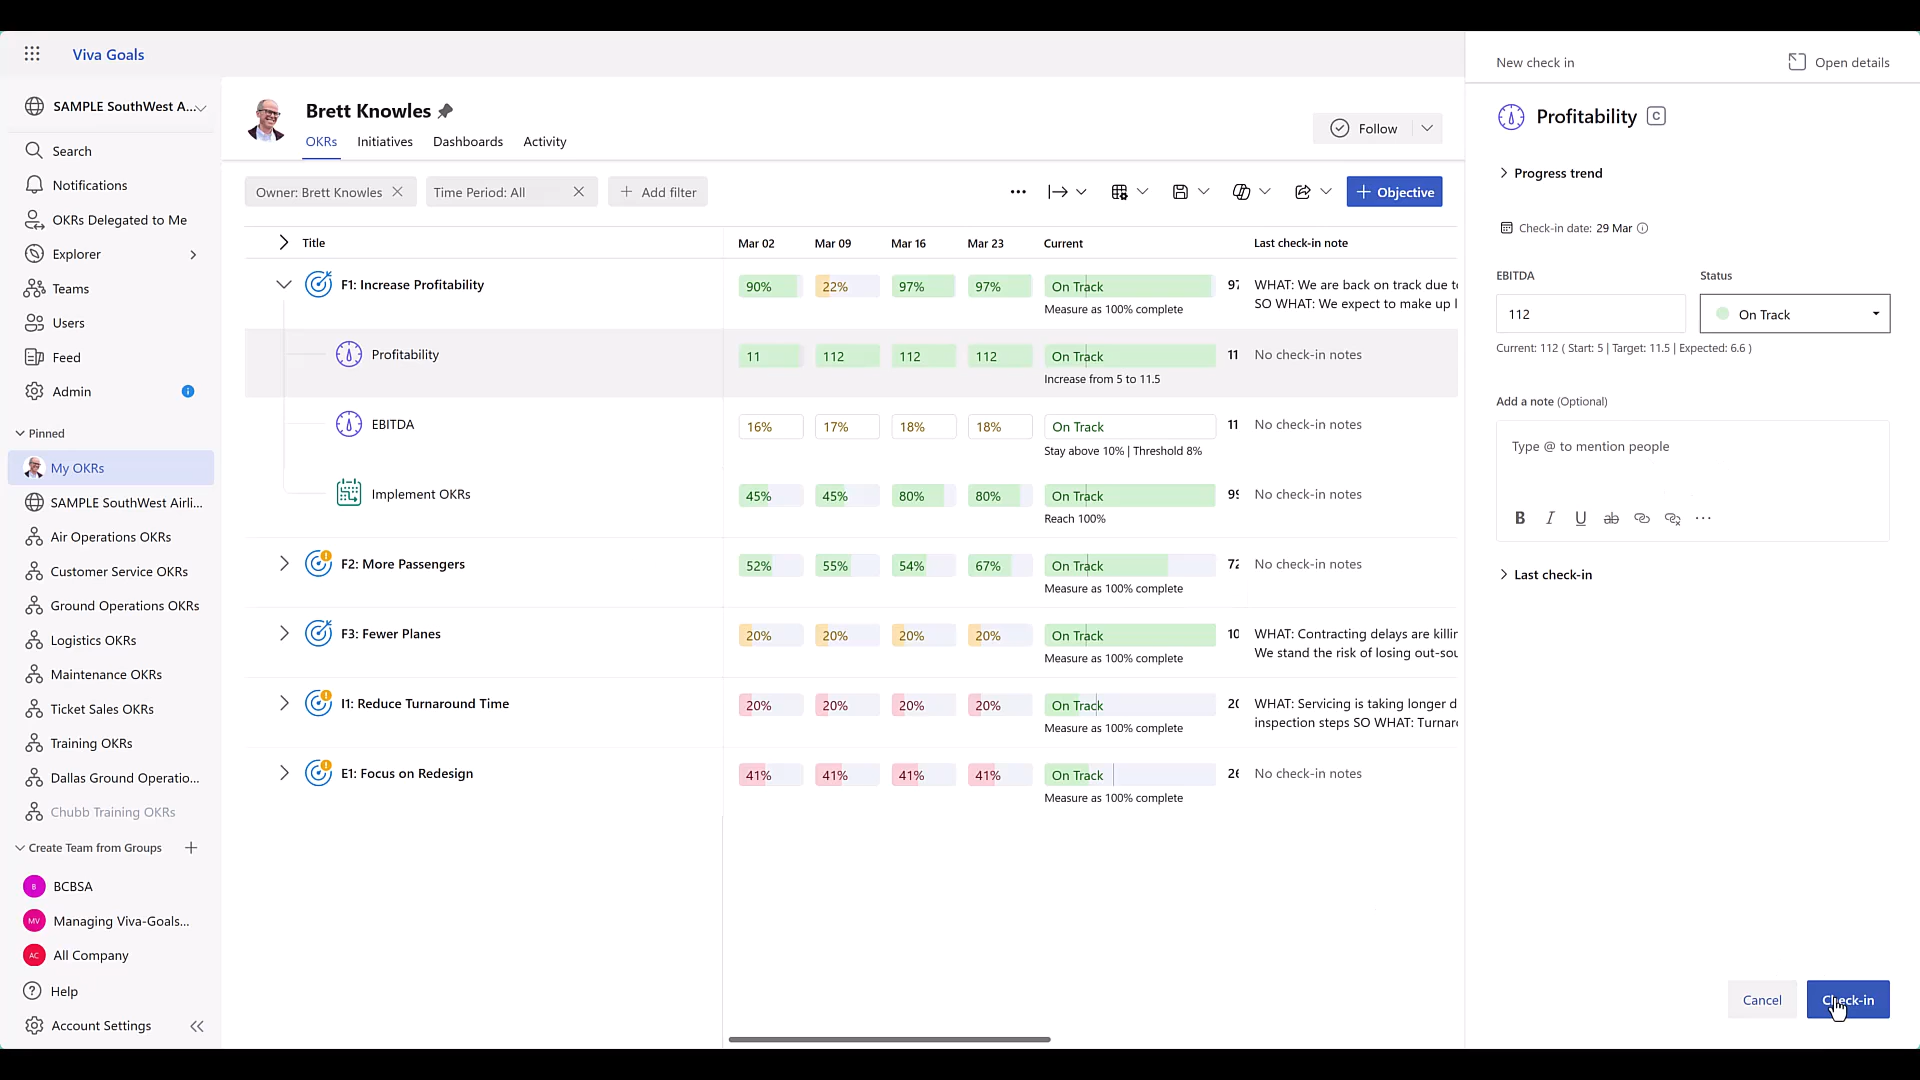 Viva Goals
SAMPLE SouthWest A...
Search
Notifications
OKRs Delegated to Me
Explorer
Teams
Users
Feed
Admin
Pinned
My OKRs
SAMPLE SouthWest Airli...
Air Operations OKRs
Customer Service OKRs
Ground Operations OKRs
Logistics OKRs
Maintenance OKRs
Ticket Sales OKRs
Training OKRs
Dallas Ground Operatio...
Chubb Training OKRs
Create Team from Groups
B BCBSA
MV Managing Viva-Goals...
AC All Company
Help
Account Settings
Brett Knowles
OKRs Initiatives Dashboards Activity
Follow
Owner: Brett Knowles Time Period: All Add filter
Objective
Title Mar 02 Mar 09 Mar 16 Mar 23 Current Last check-in note
F1: Increase Profitability 90% 22% 97% 97% On Track 97 WHAT: We are back on track due t
Measure as 100% complete SO WHAT: We expect to make up
Profitability 11 112 112 112 On Track 11 No check-in notes
Increase from 5 to 11.5
EBITDA 16% 17% 18% 18% On Track 11 No check-in notes
Stay above 10% | Threshold 8%
Implement OKRs 45% 45% 80% 80% On Track 99 No check-in notes
Reach 100%
F2: More Passengers 52% 55% 54% 67% On Track 72 No check-in notes
Measure as 100% complete
F3: Fewer Planes 20% 20% 20% 20% On Track 10 WHAT: Contracting delays are killin
Measure as 100% complete We stand the risk of losing out-sou
I1: Reduce Turnaround Time 20% 20% 20% 20% On Track 20 WHAT: Servicing is taking longer d
Measure as 100% complete inspection steps SO WHAT: Turnar
E1: Focus on Redesign 41% 41% 41% 41% On Track 26 No check-in notes
Measure as 100% complete
New check in Open details
Profitability C
Progress trend
Check-in date: 29 Mar
EBITDA Status
112 On Track
Current: 112 ( Start: 5 | Target: 11.5 | Expected: 6.6 )
Add a note (Optional)
Type @ to mention people
B I U ab
Last check-in
Cancel Check-in